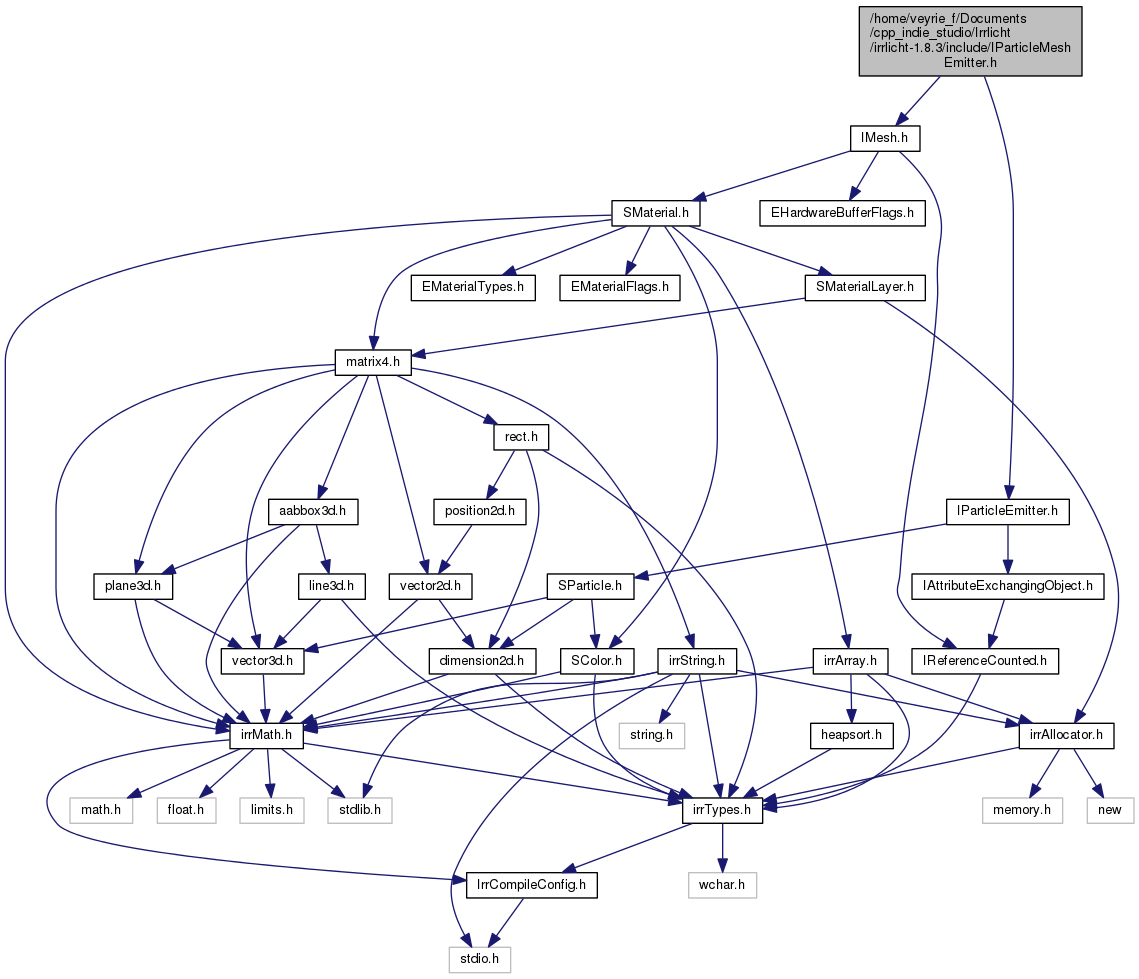 /home/veyrie_f/Documents
/cpp_indie_studio/Irrlicht
/irrlicht-1.8.3/include/IParticleMesh
Emitter.h
IMesh.h
SMaterial.h
EHardwareBufferFlags.h
EMaterialTypes.h
EMaterialFlags.h
SMaterialLayer.h
matrix4.h
rect.h
aabbox3d.h
position2d.h
IParticleEmitter.h
plane3d.h
line3d.h
vector2d.h
SParticle.h
IAttributeExchangingObject.h
vector3d.h
dimension2d.h
SColor.h
irrString.h
irrArray.h
IReferenceCounted.h
irrMath.h
string.h
heapsort.h
irrAllocator.h
math.h
float.h
limits.h
stdlib.h
irrTypes.h
memory.h
new
IrrCompileConfig.h
wchar.h
stdio.h